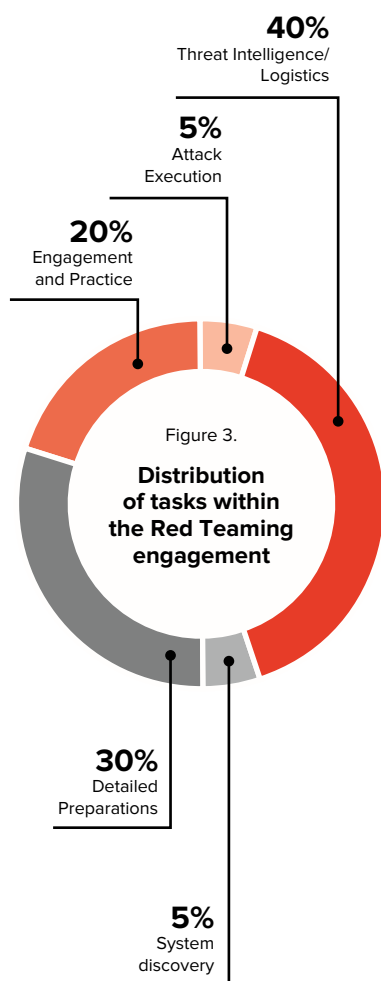 40%
Threat Intelligence/
Logistics
5%
Attack
Execution
20%
Engagement
and Practice
Figure 3.
Distribution
of tasks within
the Red Teaming
engagement
30%
Detailed
Preparations
5%
System
discovery